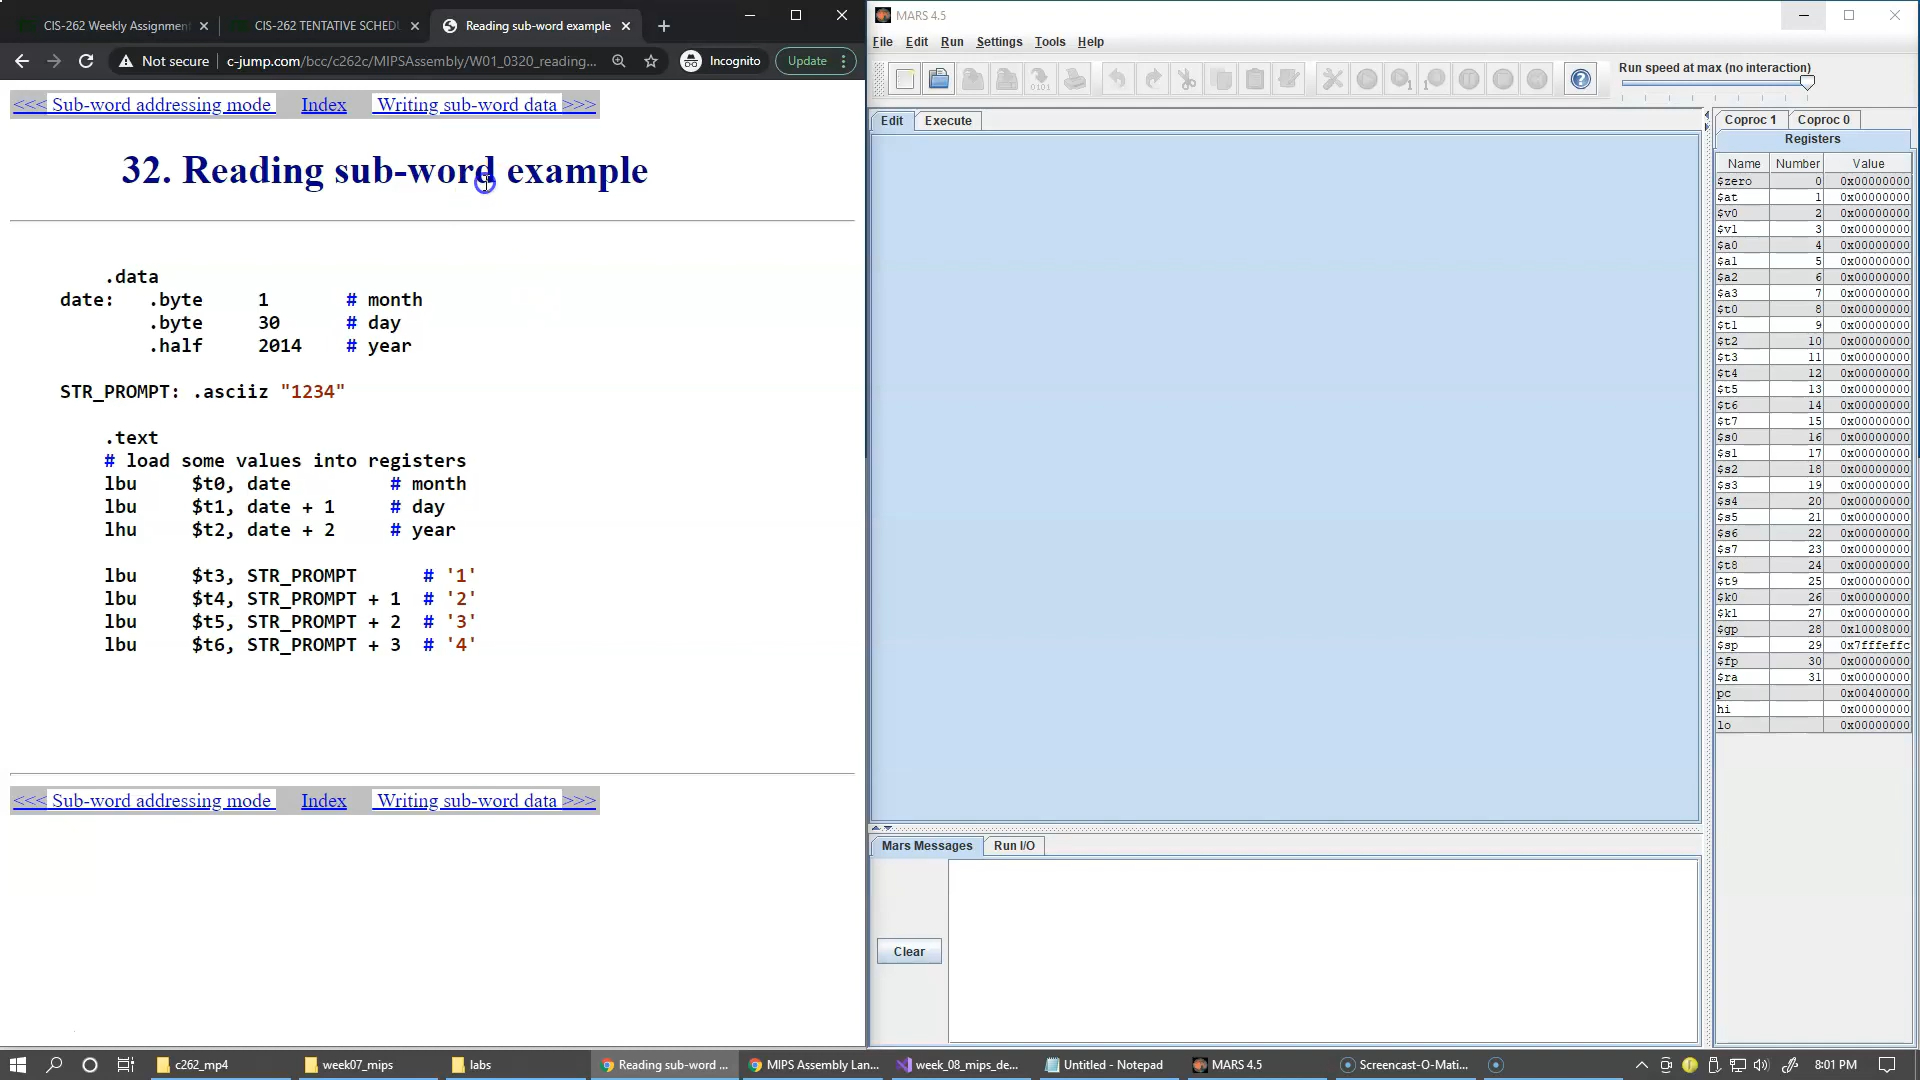 CIS-262 Weekly Assignment
CIS-262 TENTATIVE SCHEDU
Reading sub-word example
Not secure
c-jump.com/bcc/c262c/MIPSAssembly/W01_0320_reading...
Incognito
Update
<<< Sub-word addressing mode Index Writing sub-word data >>>
32. Reading sub-word example
.data
date: .byte 1 # month
.byte 30 # day
.half 2014 # year
STR_PROMPT: .asciiz "1234"
.text
# load some values into registers
lbu $t0, date # month
lbu $t1, date + 1 # day
lhu $t2, date + 2 # year
lbu $t3, STR_PROMPT # '1'
lbu $t4, STR_PROMPT + 1 # '2'
lbu $t5, STR_PROMPT + 2 # '3'
lbu $t6, STR_PROMPT + 3 # '4'
<<< Sub-word addressing mode Index Writing sub-word data >>>
MARS 4.5
File Edit Run Settings Tools Help
Run speed at max (no interaction)
Edit Execute
Mars Messages Run I/O
Clear
Coproc 1 Coproc 0
Registers
Name Number Value
$zero 0 0x00000000
$at 1 0x00000000
$v0 2 0x00000000
$v1 3 0x00000000
$a0 4 0x00000000
$a1 5 0x00000000
$a2 6 0x00000000
$a3 7 0x00000000
$t0 8 0x00000000
$t1 9 0x00000000
$t2 10 0x00000000
$t3 11 0x00000000
$t4 12 0x00000000
$t5 13 0x00000000
$t6 14 0x00000000
$t7 15 0x00000000
$s0 16 0x00000000
$s1 17 0x00000000
$s2 18 0x00000000
$s3 19 0x00000000
$s4 20 0x00000000
$s5 21 0x00000000
$s6 22 0x00000000
$s7 23 0x00000000
$t8 24 0x00000000
$t9 25 0x00000000
$k0 26 0x00000000
$k1 27 0x00000000
$gp 28 0x10008000
$sp 29 0x7fffeffc
$fp 30 0x00000000
$ra 31 0x00000000
pc 0x00400000
hi 0x00000000
lo 0x00000000
c262_mp4
week07_mips
labs
Reading sub-word ...
MIPS Assembly Lan...
week_08_mips_de...
Untitled - Notepad
MARS 4.5
Screencast-O-Mati...
8:01 PM